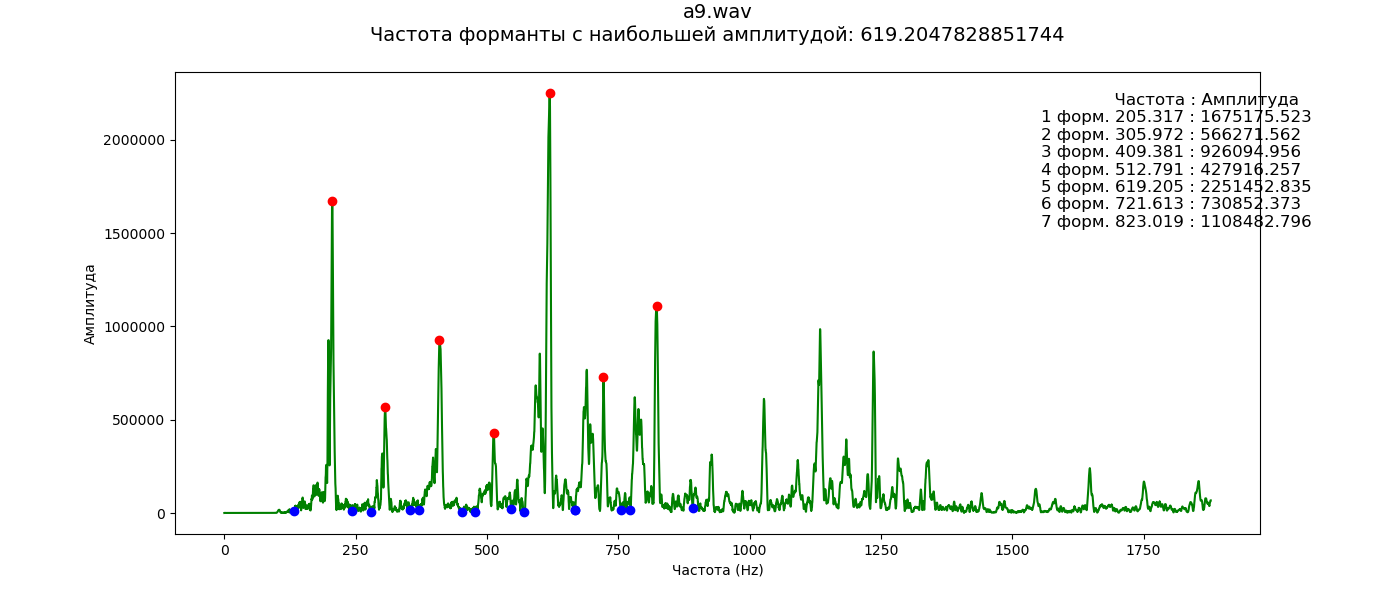 a9.wav
Частота форманты с наибольшей амплитудой: 619.2047828851744
Частота : Амплитуда
1 форм. 205.317 : 1675175.523
2 форм. 305.972 : 566271.562
3 форм. 409.381 : 926094.956
4 форм. 512.791 : 427916.257
5 форм. 619.205 : 2251452.835
6 форм. 721.613 : 730852.373
7 форм. 823.019 : 1108482.796
2000000
1500000
1000000
500000
0
Амплитуда
0 250 500 750 1000 1250 1500 1750
Частота (Hz)